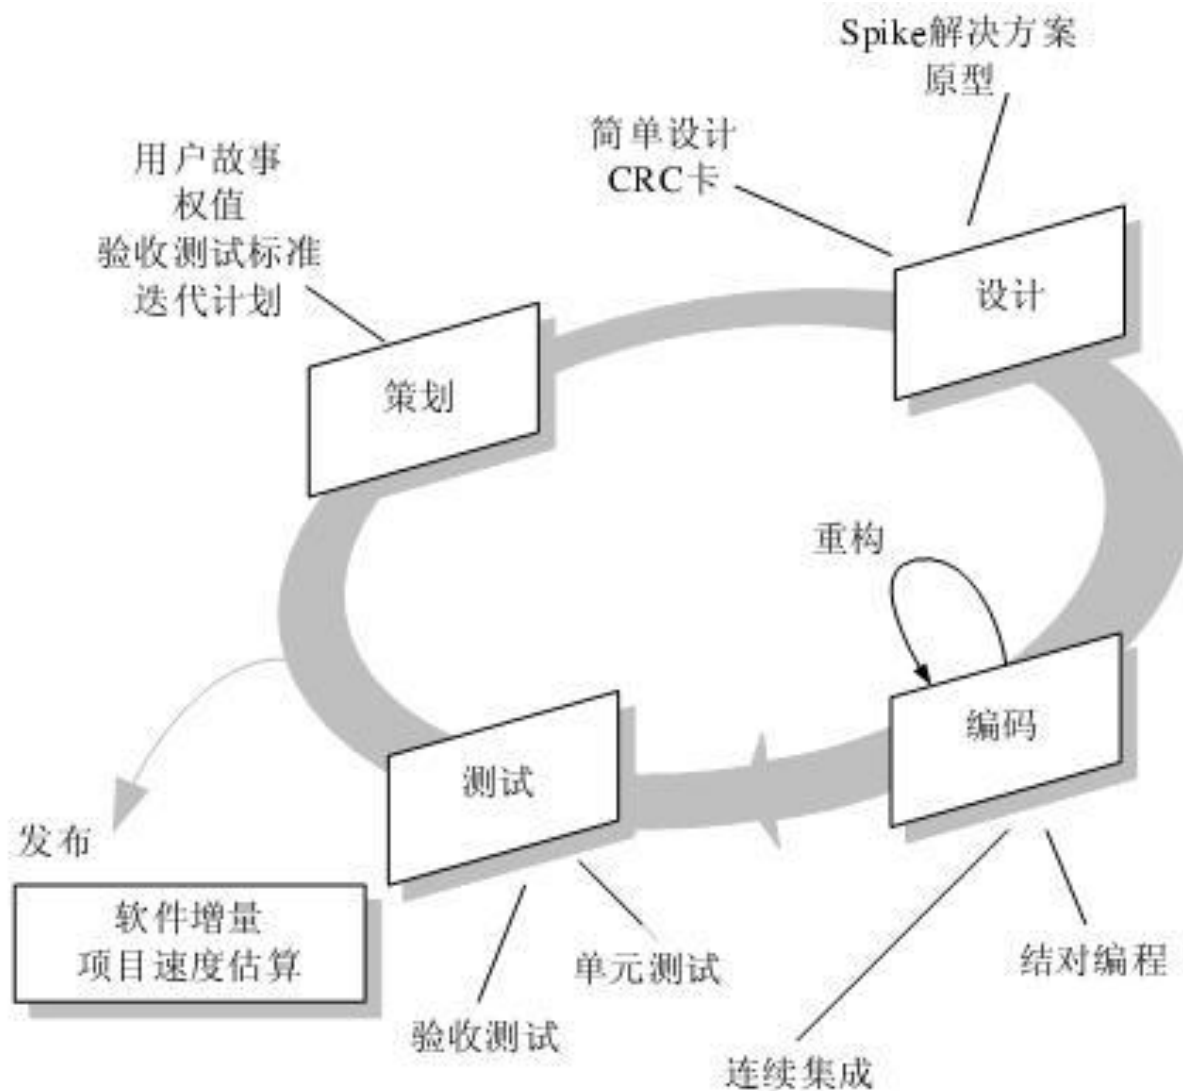 Spike解决方案
原型
简单设计
CRC卡
用户故事
权值
验收测试标准
迭代计划
设计
策划
重构
编码
测试
发布
软件增量
项目速度估算
单元测试
结对编程
验收测试
连续集成